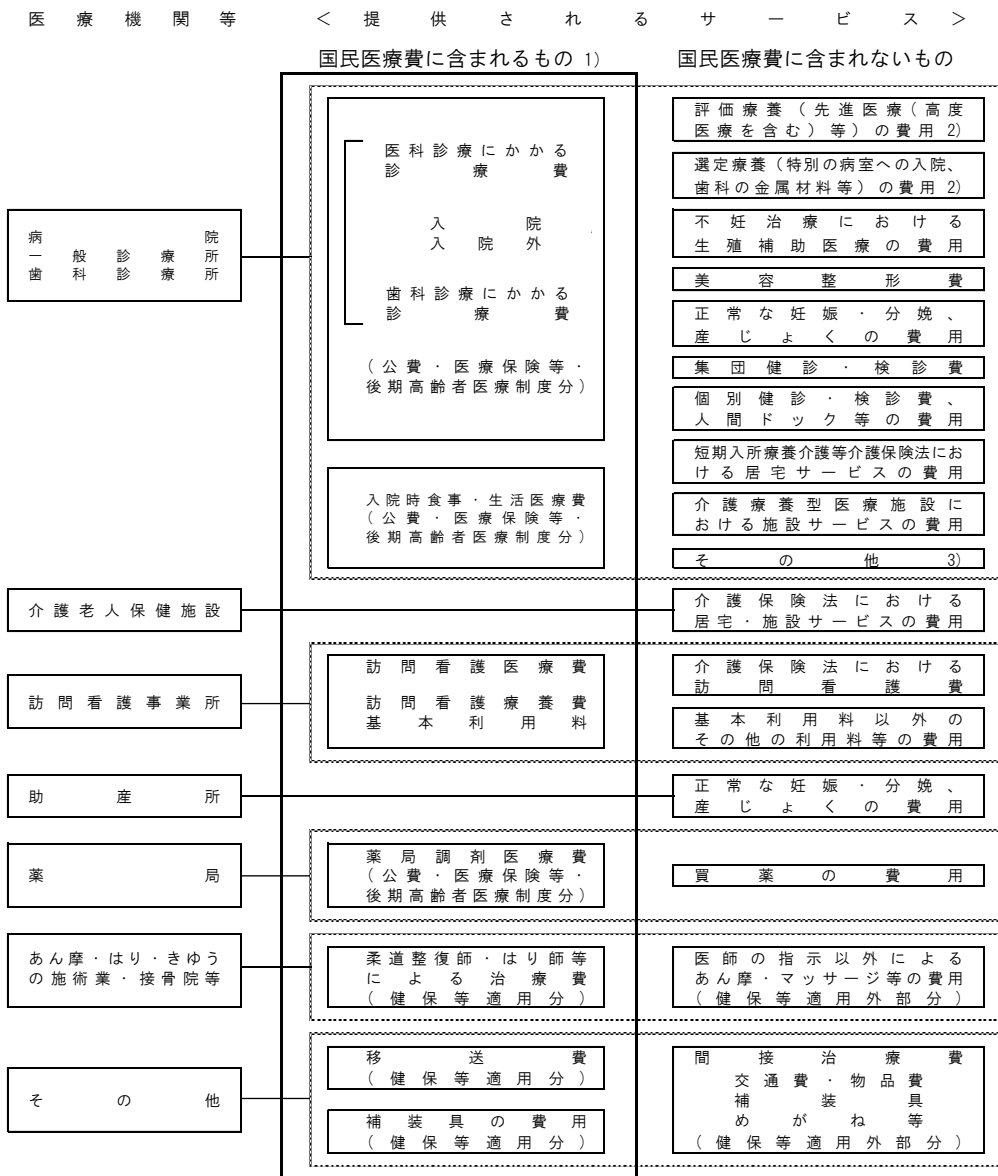 医療機関等 ＜提供されるサービス＞
国民医療費に含まれるもの 1) 国民医療費に含まれないもの
病院
一般診療所
歯科診療所
医科診療にかかる
診療費
入院
入院外
歯科診療にかかる
診療費
(公費・医療保険等・
後期高齢者医療制度分)
入院時食事・生活医療費
(公費・医療保険等・
後期高齢者医療制度分)
評価療養(先進医療(高度
医療を含む)等)の費用 2)
選定療養(特別の病室への入院、
歯科の金属材料等)の費用 2)
不妊治療における
生殖補助医療の費用
美容整形費
正常な妊娠・分娩、
産じょくの費用
集団健診・検診費
個別健診・検診費、
人間ドック等の費用
短期入所療養介護等介護保険法にお
ける居宅サービスの費用
介護療養型医療施設に
おける施設サービスの費用
その他 3)
介護老人保健施設
介護保険法における
居宅・施設サービスの費用
訪問看護事業所
訪問看護医療費
訪問看護療養費
基本利用料
介護保険法における
訪問看護費
基本利用料以外の
その他の利用料等の費用
助産所
正常な妊娠・分娩、
産じょくの費用
薬局
薬局調剤医療費
(公費・医療保険等・
後期高齢者医療制度分)
買薬の費用
あん摩・はり・きゆう
の施術業・接骨院等
柔道整復師・はり師等
による治療費
(健保等適用分)
医師の指示以外による
あん摩・マッサージ等の費用
(健保等適用外部分)
その他
移送費
(健保等適用分)
補装具の費用
(健保等適用分)
間接治療費
交通費・物品費
補装具
めがね等
(健保等適用外部分)